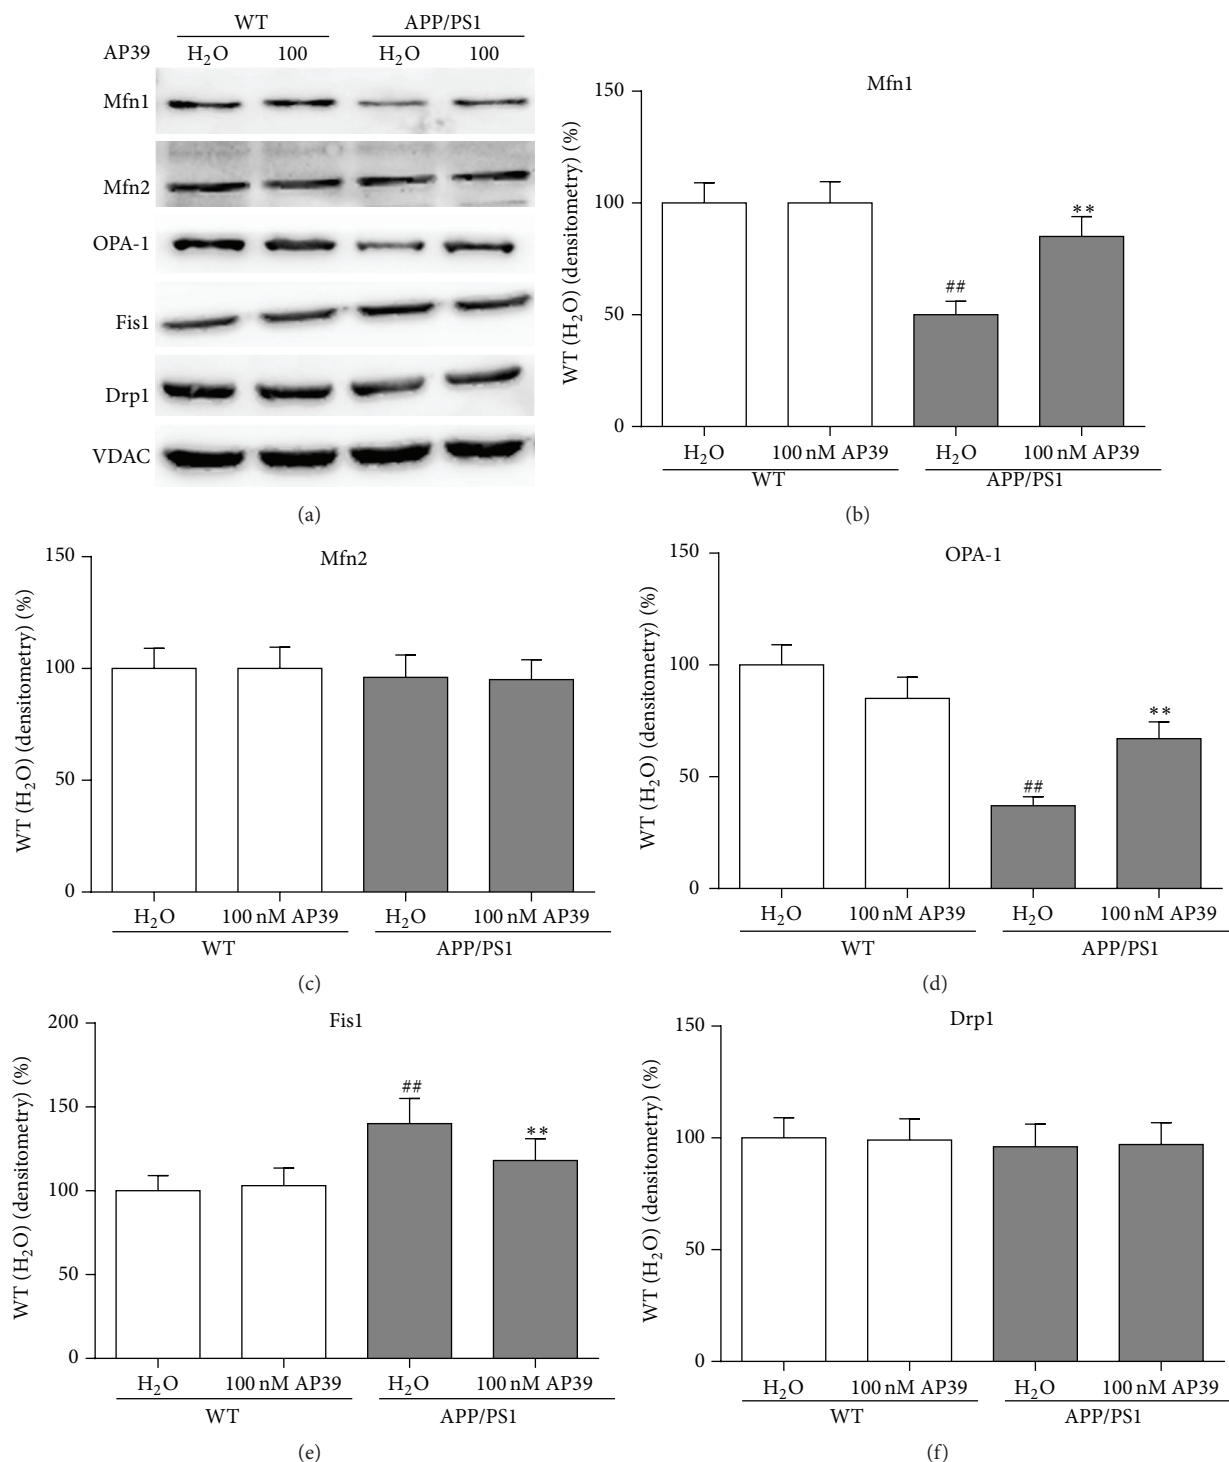 WT APP/PS1
AP39 H₂O 100 H₂O 100
Mfn1
Mfn2
OPA-1
Fis1
Drp1
VDAC
(a)
Mfn1
WT (H₂O) (densitometry) (%)
150
100
50
0
##
**
H₂O 100 nM AP39 H₂O 100 nM AP39
WT APP/PS1
(b)
Mfn2
WT (H₂O) (densitometry) (%)
150
100
50
0
H₂O 100 nM AP39 H₂O 100 nM AP39
WT APP/PS1
(c)
OPA-1
WT (H₂O) (densitometry) (%)
150
100
50
0
##
**
H₂O 100 nM AP39 H₂O 100 nM AP39
WT APP/PS1
(d)
Fis1
WT (H₂O) (densitometry) (%)
200
150
100
50
0
##
**
H₂O 100 nM AP39 H₂O 100 nM AP39
WT APP/PS1
(e)
Drp1
WT (H₂O) (densitometry) (%)
150
100
50
0
H₂O 100 nM AP39 H₂O 100 nM AP39
WT APP/PS1
(f)